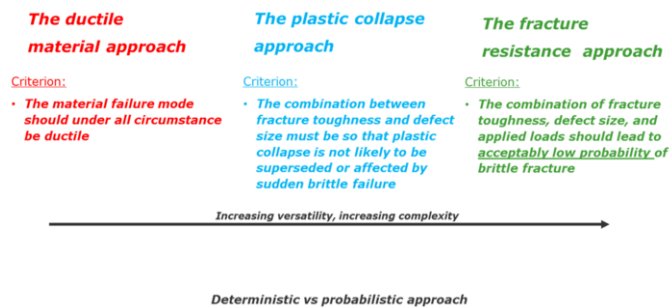 The ductile
material approach
Criterion:
• The material failure mode
should under all circumstance
be ductile
The plastic collapse
approach
Criterion:
• The combination between
fracture toughness and defect
size must be so that plastic
collapse is not likely to be
superseded or affected by
sudden brittle failure
The fracture
resistance approach
Criterion:
• The combination of fracture
toughness, defect size, and
applied loads should lead to
acceptably low probability of
brittle fracture
Increasing versatility, increasing complexity
Deterministic vs probabilistic approach